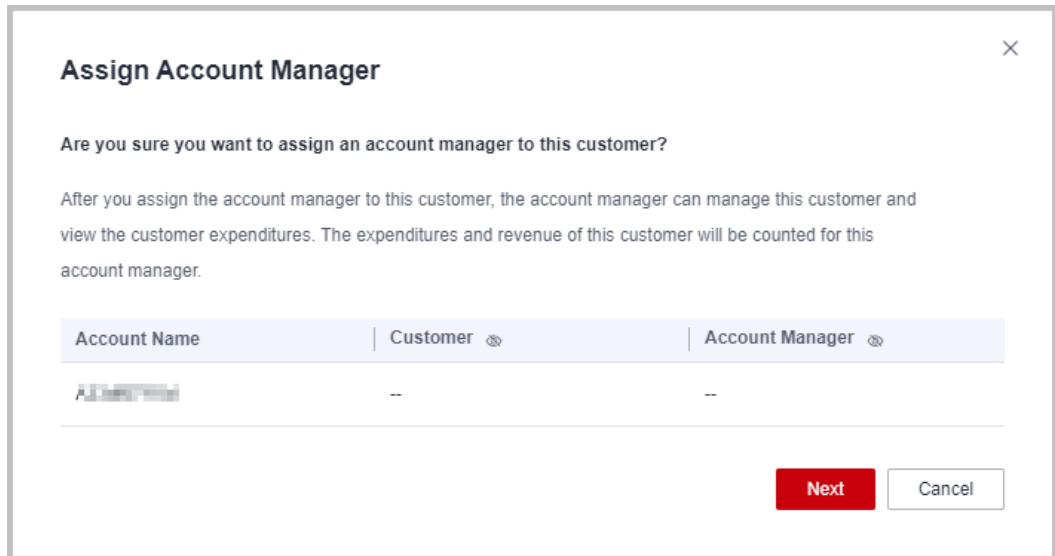 Assign Account Manager
Are you sure you want to assign an account manager to this customer?
After you assign the account manager to this customer, the account manager can manage this customer and
view the customer expenditures. The expenditures and revenue of this customer will be counted for this
account manager.
Account Name Customer Account Manager
-- --
Next Cancel